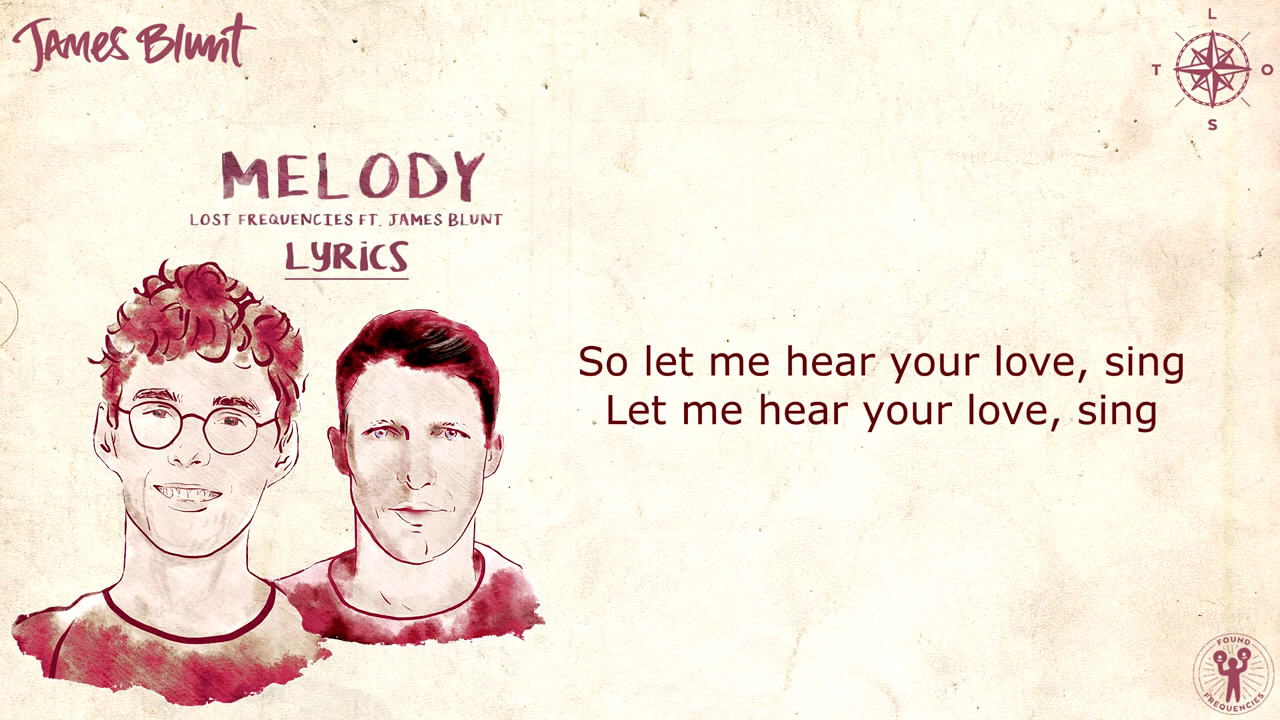 James Blunt
L
T O
S
MELODY
LOST FREQUENCIES FT. JAMES BLUNT
LYRiCS
So let me hear your love, sing
Let me hear your love, sing
FOUND
FREQUENCIES